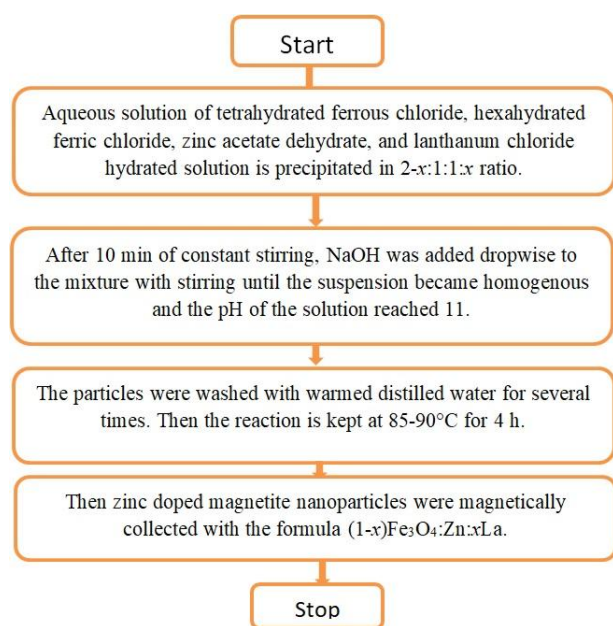 Start
Aqueous solution of tetrahydrated ferrous chloride, hexahydrated
ferric chloride, zinc acetate dehydrate, and lanthanum chloride
hydrated solution is precipitated in 2-x:1:1:x ratio.
After 10 min of constant stirring, NaOH was added dropwise to
the mixture with stirring until the suspension became homogenous
and the pH of the solution reached 11.
The particles were washed with warmed distilled water for several
times. Then the reaction is kept at 85-90°C for 4 h.
Then zinc doped magnetite nanoparticles were magnetically
collected with the formula (1-x)Fe₃O₄:Zn:xLa.
Stop